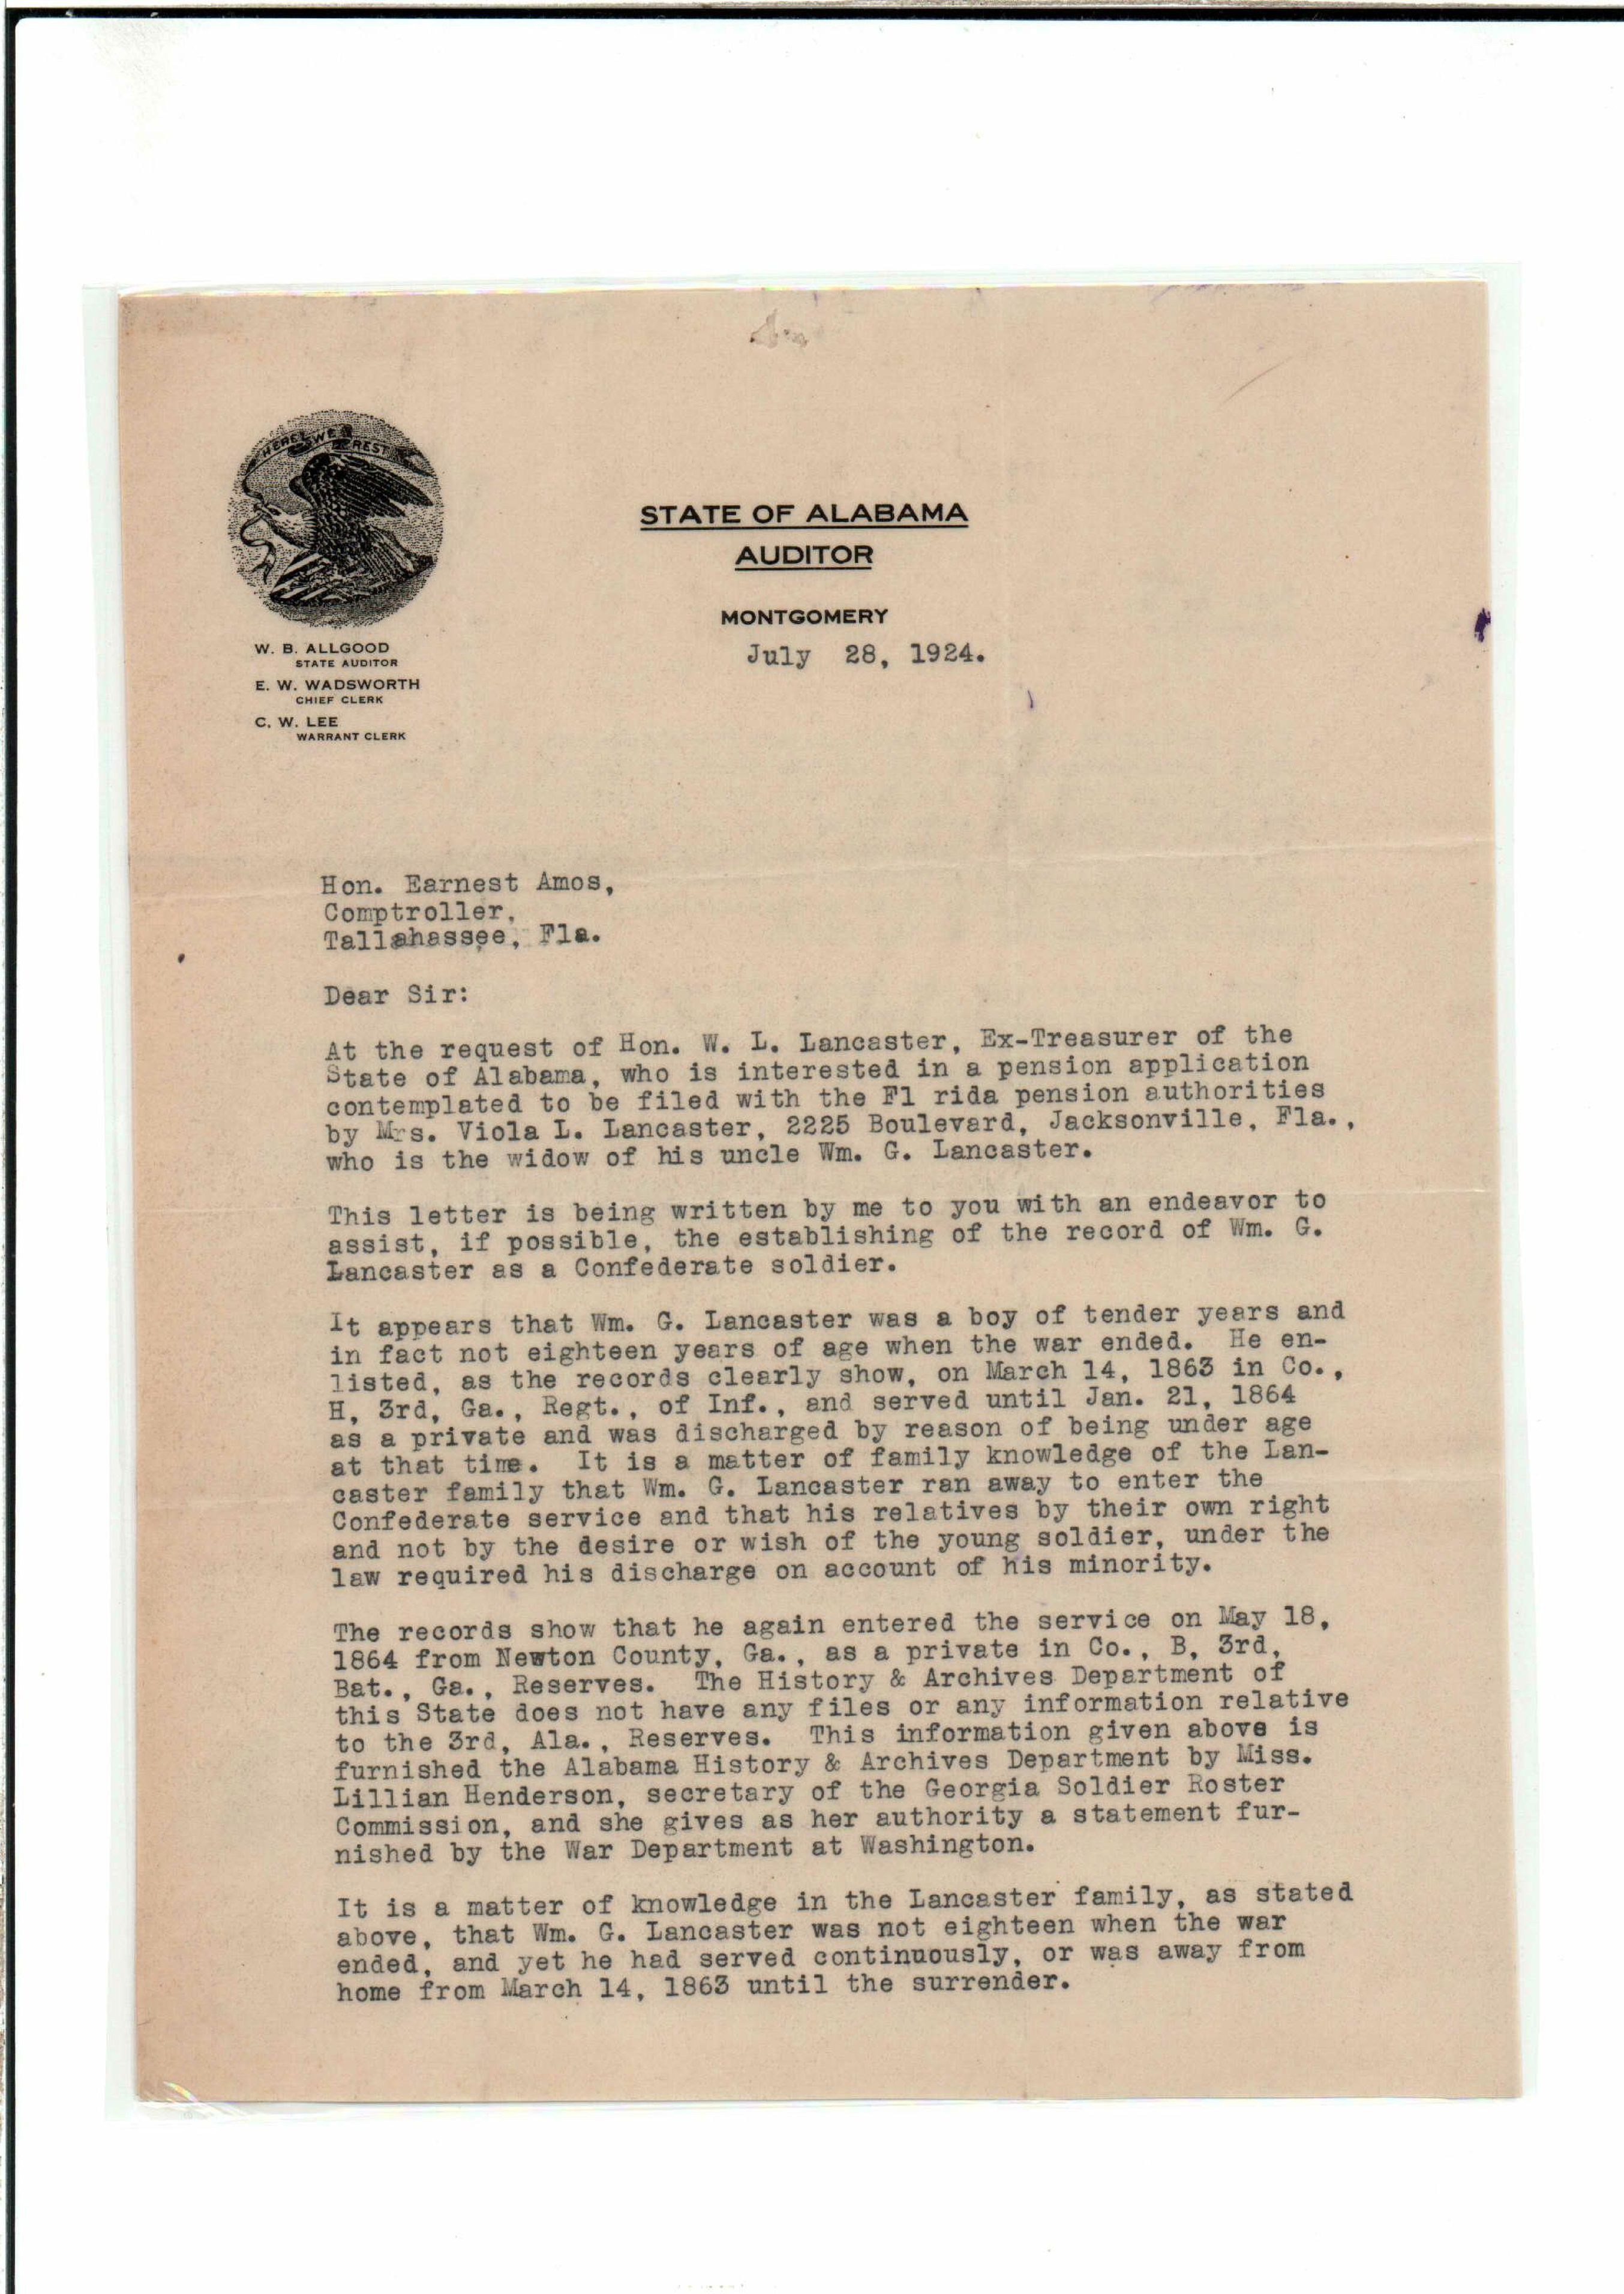 HERE WE REST
STATE OF ALABAMA
AUDITOR
MONTGOMERY
July 28, 1924.
W. B. ALLGOOD
STATE AUDITOR
E. W. WADSWORTH
CHIEF CLERK
C. W. LEE
WARRANT CLERK
Hon. Earnest Amos,
Comptroller,
Tallahassee, Fla.
Dear Sir:
At the request of Hon. W. L. Lancaster, Ex-Treasurer of the
State of Alabama, who is interested in a pension application
contemplated to be filed with the Fl rida pension authorities
by Mrs. Viola L. Lancaster, 2225 Boulevard, Jacksonville, Fla.,
who is the widow of his uncle Wm. G. Lancaster.
This letter is being written by me to you with an endeavor to
assist, if possible, the establishing of the record of Wm. G.
Lancaster as a Confederate soldier.
It appears that Wm. G. Lancaster was a boy of tender years and
in fact not eighteen years of age when the war ended. He en-
listed, as the records clearly show, on March 14, 1863 in Co.,
H, 3rd, Ga., Regt., of Inf., and served until Jan. 21, 1864
as a private and was discharged by reason of being under age
at that time. It is a matter of family knowledge of the Lan-
caster family that Wm. G. Lancaster ran away to enter the
Confederate service and that his relatives by their own right
and not by the desire or wish of the young soldier, under the
law required his discharge on account of his minority.
The records show that he again entered the service on May 18,
1864 from Newton County, Ga., as a private in Co., B, 3rd,
Bat., Ga., Reserves. The History & Archives Department of
this State does not have any files or any information relative
to the 3rd, Ala., Reserves. This information given above is
furnished the Alabama History & Archives Department by Miss.
Lillian Henderson, secretary of the Georgia Soldier Roster
Commission, and she gives as her authority a statement fur-
nished by the War Department at Washington.
It is a matter of knowledge in the Lancaster family, as stated
above, that Wm. G. Lancaster was not eighteen when the war
ended, and yet he had served continuously, or was away from
home from March 14, 1863 until the surrender.